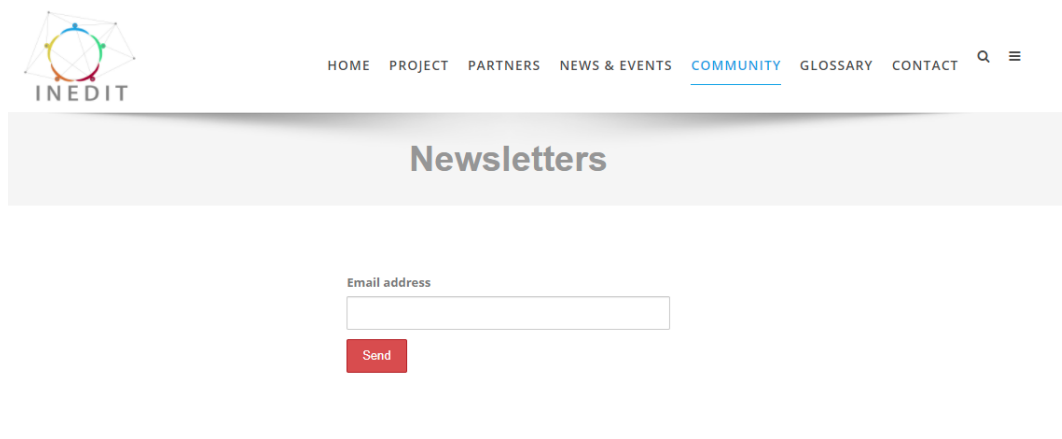 INEDIT
HOME PROJECT PARTNERS NEWS & EVENTS COMMUNITY GLOSSARY CONTACT
Newsletters
Email address
Send